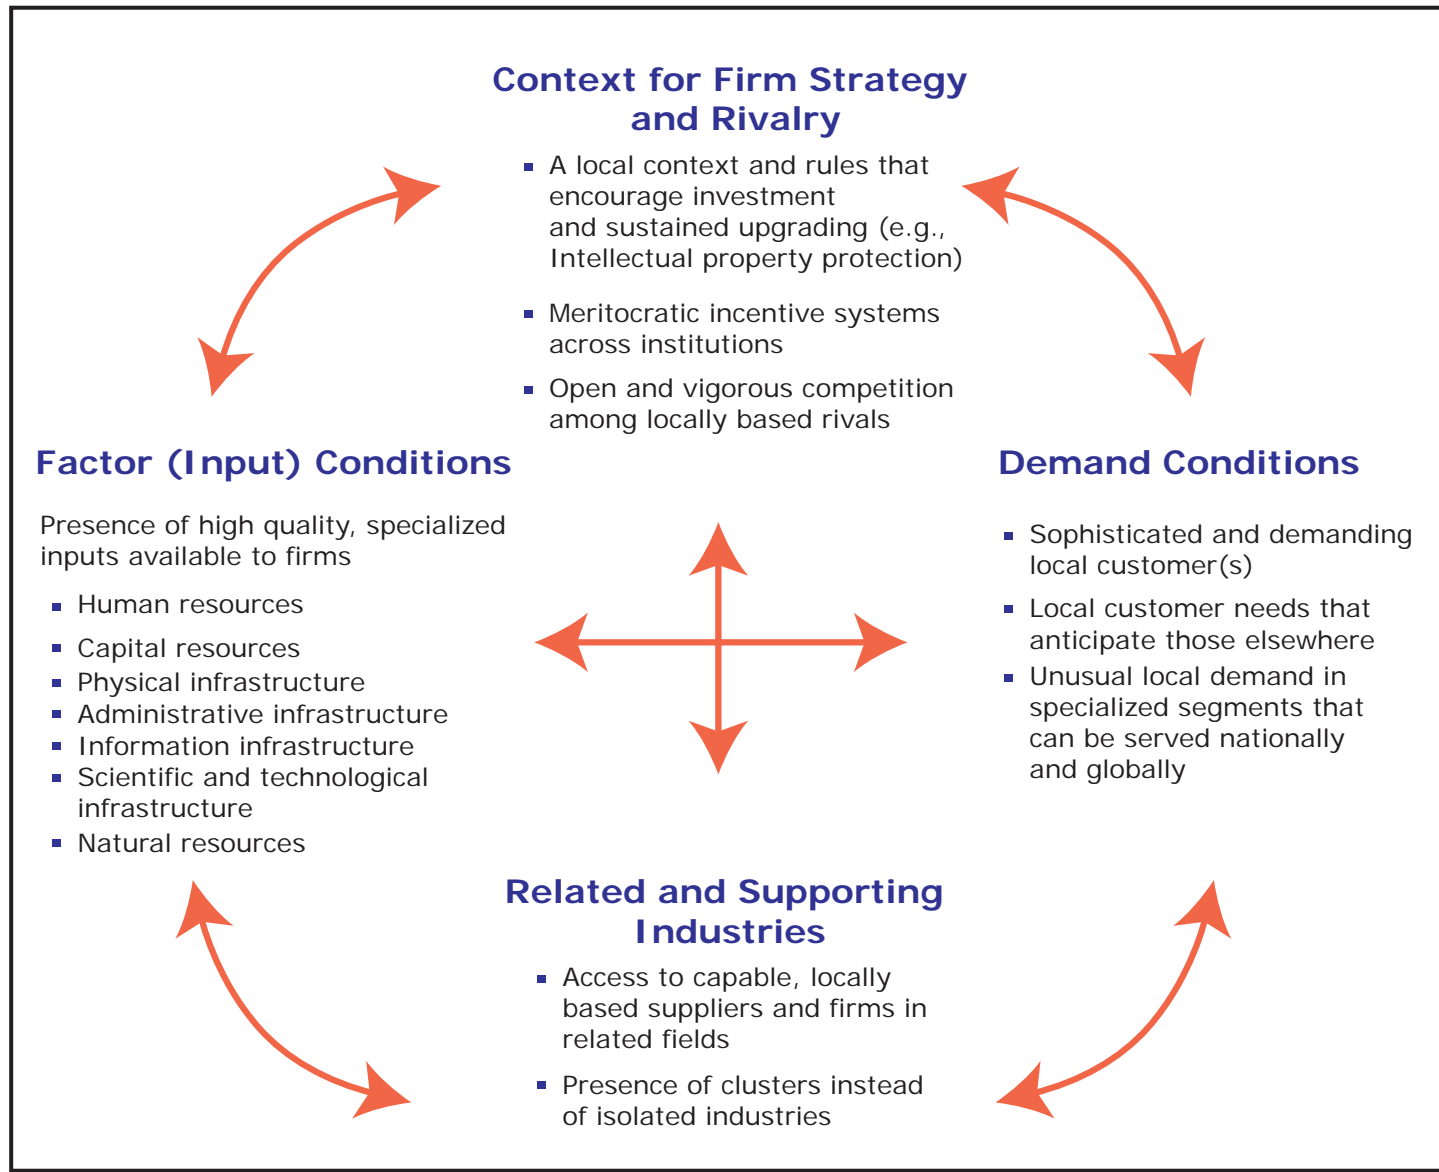 Context for Firm Strategy
and Rivalry
A local context and rules that
encourage investment
and sustained upgrading (e.g.,
Intellectual property protection)
Meritocratic incentive systems
across institutions
Open and vigorous competition
among locally based rivals
Factor (Input) Conditions
Presence of high quality, specialized
inputs available to firms
Human resources
Capital resources
Physical infrastructure
Administrative infrastructure
Information infrastructure
Scientific and technological
infrastructure
Natural resources
Demand Conditions
Sophisticated and demanding
local customer(s)
Local customer needs that
anticipate those elsewhere
Unusual local demand in
specialized segments that
can be served nationally
and globally
Related and Supporting
Industries
Access to capable, locally
based suppliers and firms in
related fields
Presence of clusters instead
of isolated industries